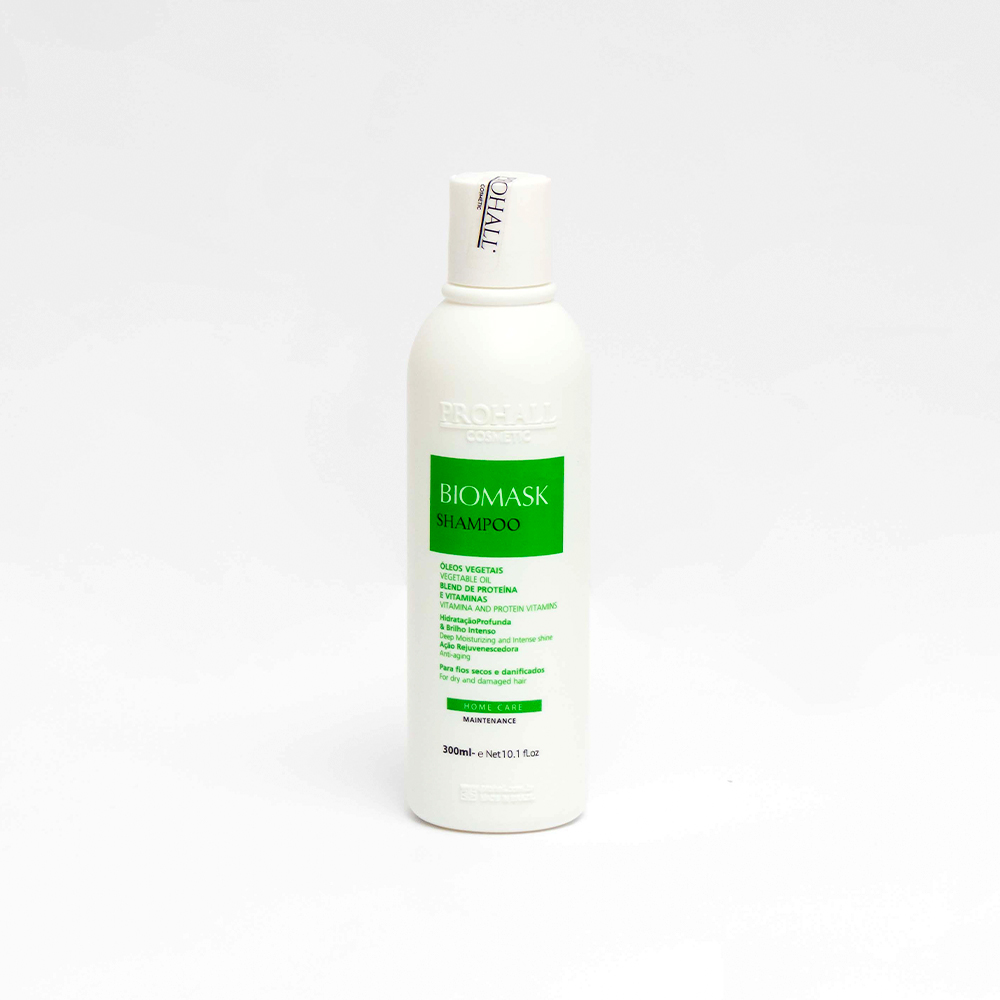 PROHALL
COSMETIC
PROHALL
COSMETIC
BIOMASK
SHAMPOO
ÓLEOS VEGETAIS
VEGETABLE OIL
BLEND DE PROTEÍNA
E VITAMINAS
VITAMINA AND PROTEIN VITAMINS
HidrataçãoProfunda
& Brilho Intenso
Deep Moisturizing and Intense shine
Ação Rejuvenescedora
Anti-aging
Para fios secos e danificados
For dry and damaged hair
HOME CARE
MAINTENANCE
300ml- e Net10.1 fl.oz